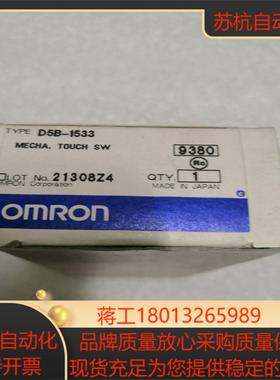 苏杭自动
TYPE D5B-1533
MECHA. TOUCH SW
9380
Ro
LOT No. 21308Z4
QTY. 1
OMRON Corporation
MADE IN JAPAN
OMRON
蒋工18013265989
自动化
品牌质量放心采购质量保
开票
现货充足为您提供稳定的